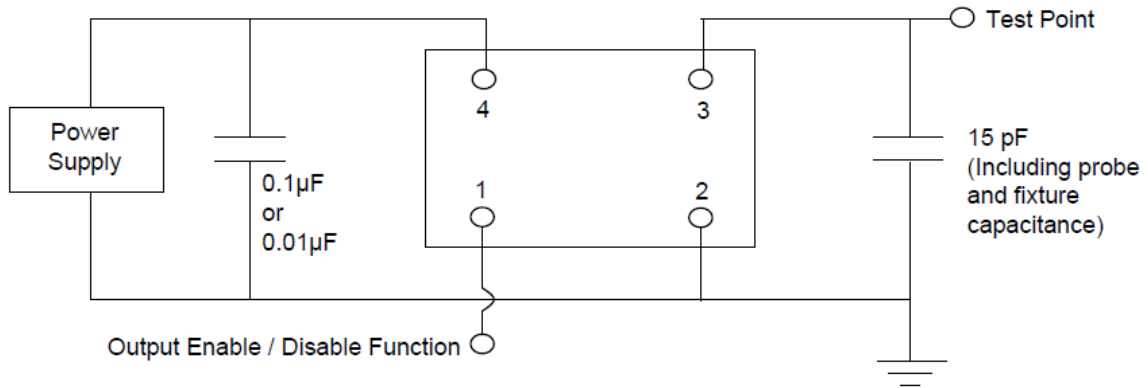 Test Point
4
3
Power
Supply
15 pF
(Including probe
and fixture
capacitance)
0.1µF
or
0.01µF
1
2
Output Enable / Disable Function